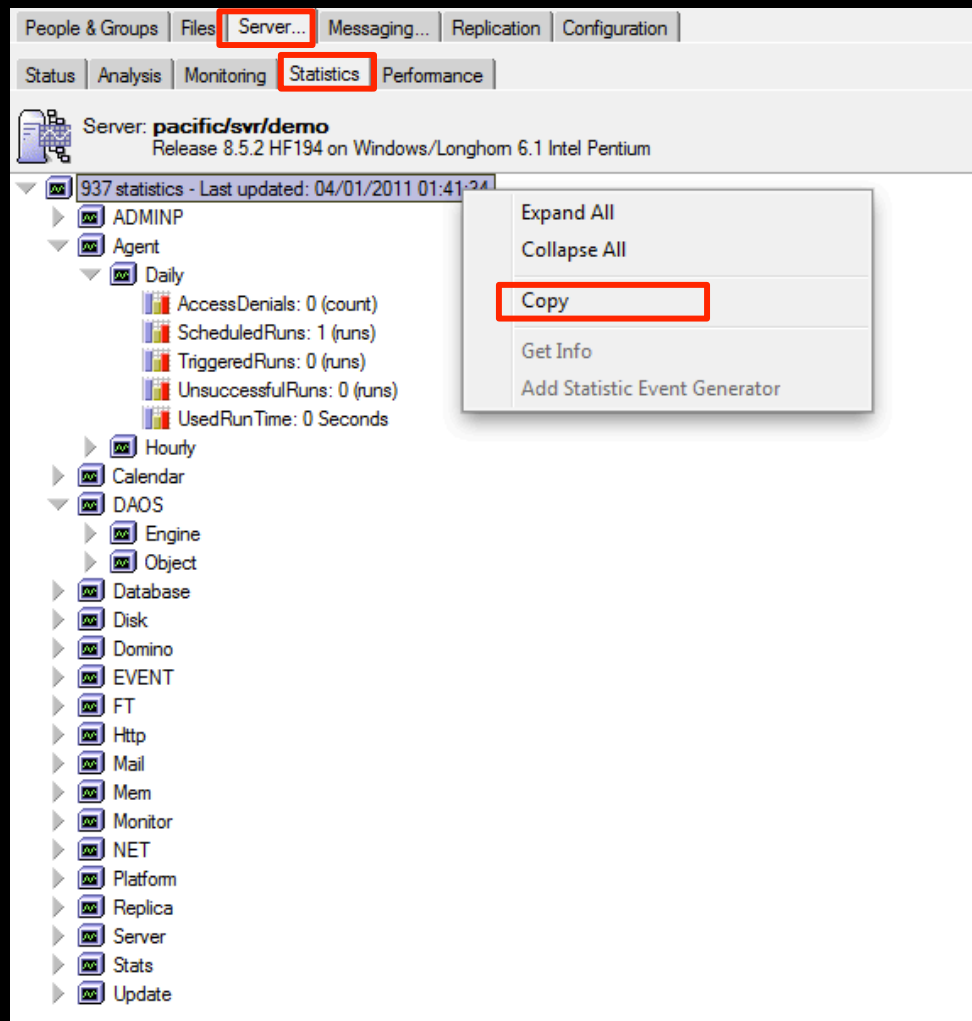 People & Groups Files Server... Messaging... Replication Configuration
Status Analysis Monitoring Statistics Performance
Server: pacific/svr/demo
Release 8.5.2 HF194 on Windows/Longhorn 6.1 Intel Pentium
937 statistics - Last updated: 04/01/2011 01:41:34
Expand All
Collapse All
Copy
Get Info
Add Statistic Event Generator
ADMINP
Agent
Daily
AccessDenials: 0 (count)
ScheduledRuns: 1 (runs)
TriggeredRuns: 0 (runs)
UnsuccessfulRuns: 0 (runs)
UsedRunTime: 0 Seconds
Hourly
Calendar
DAOS
Engine
Object
Database
Disk
Domino
EVENT
FT
Http
Mail
Mem
Monitor
NET
Platform
Replica
Server
Stats
Update